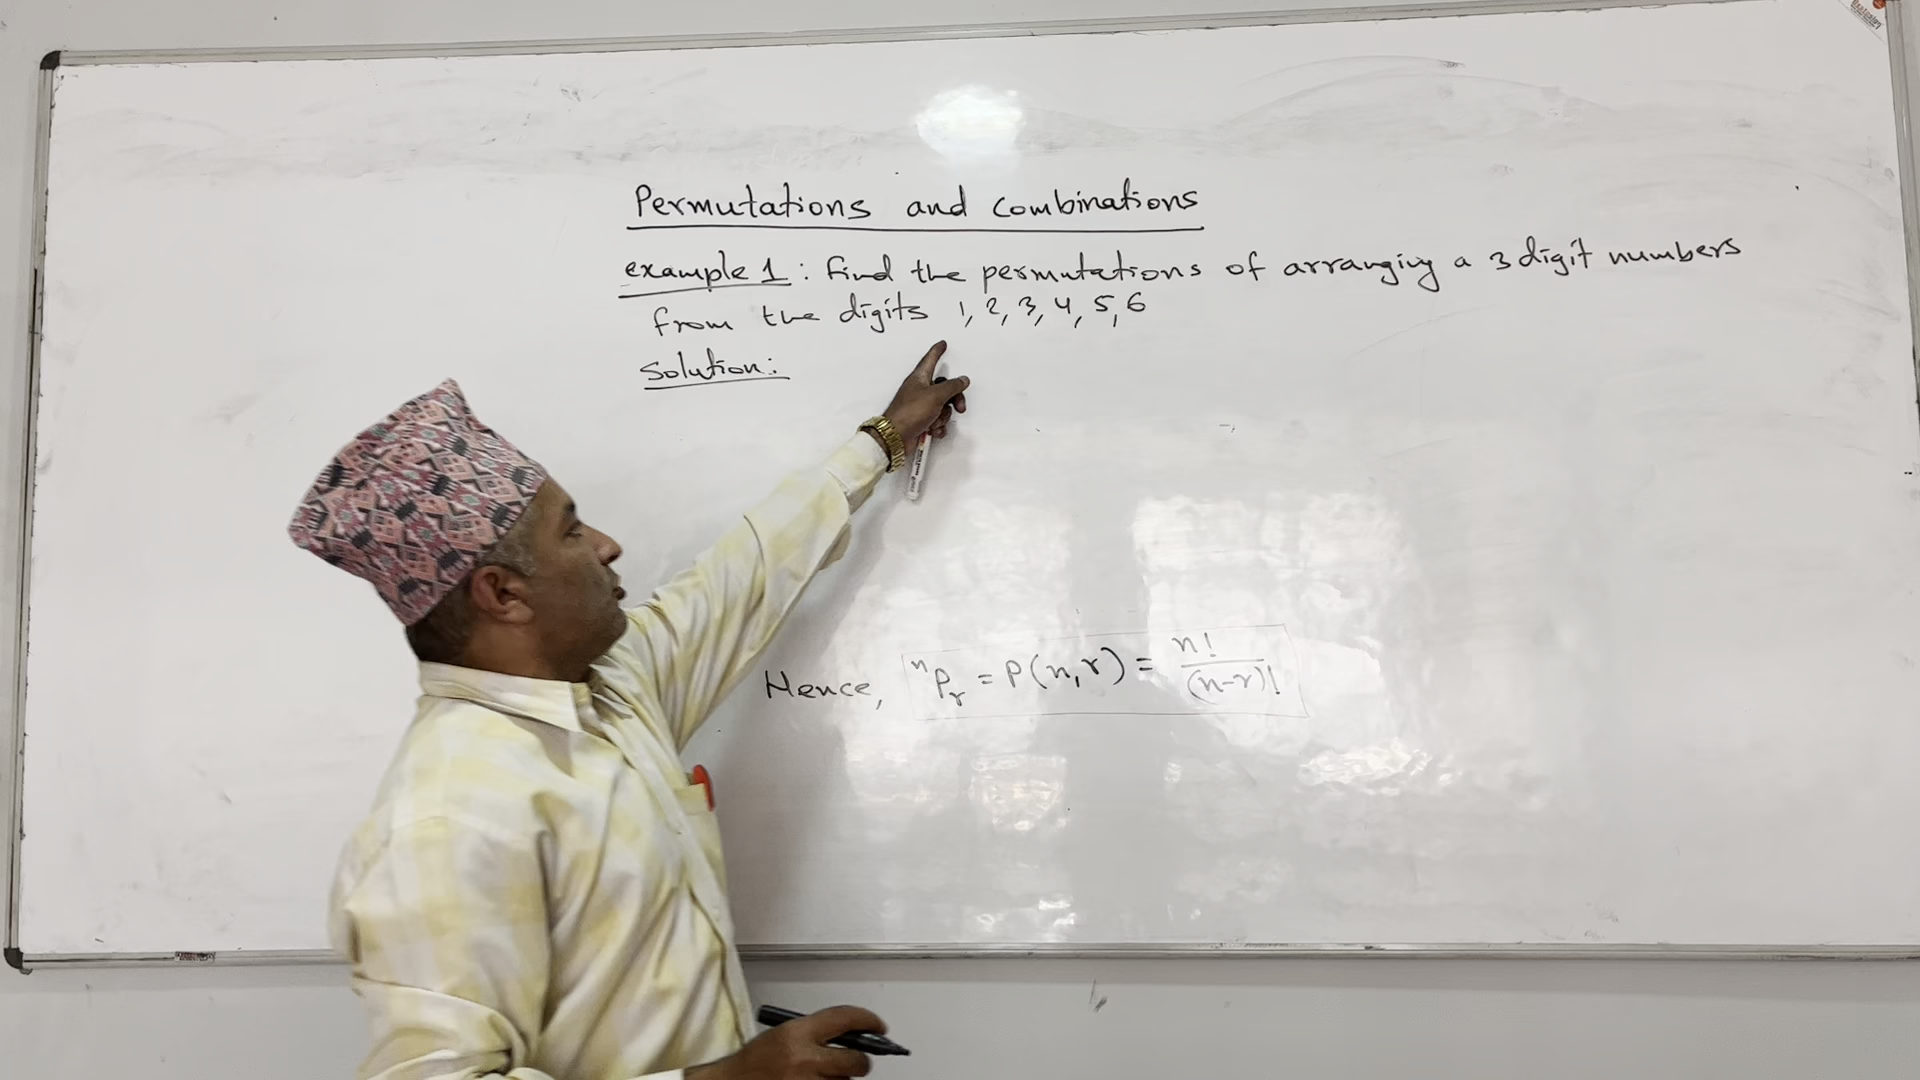 Permutations and combinations
example 1: Find the permutations of arranging a 3 digit numbers
from the digits 1, 2, 3, 4, 5, 6
Solution:
Hence, ⁿPᵣ = P(n,r) = n!/(n-r)!